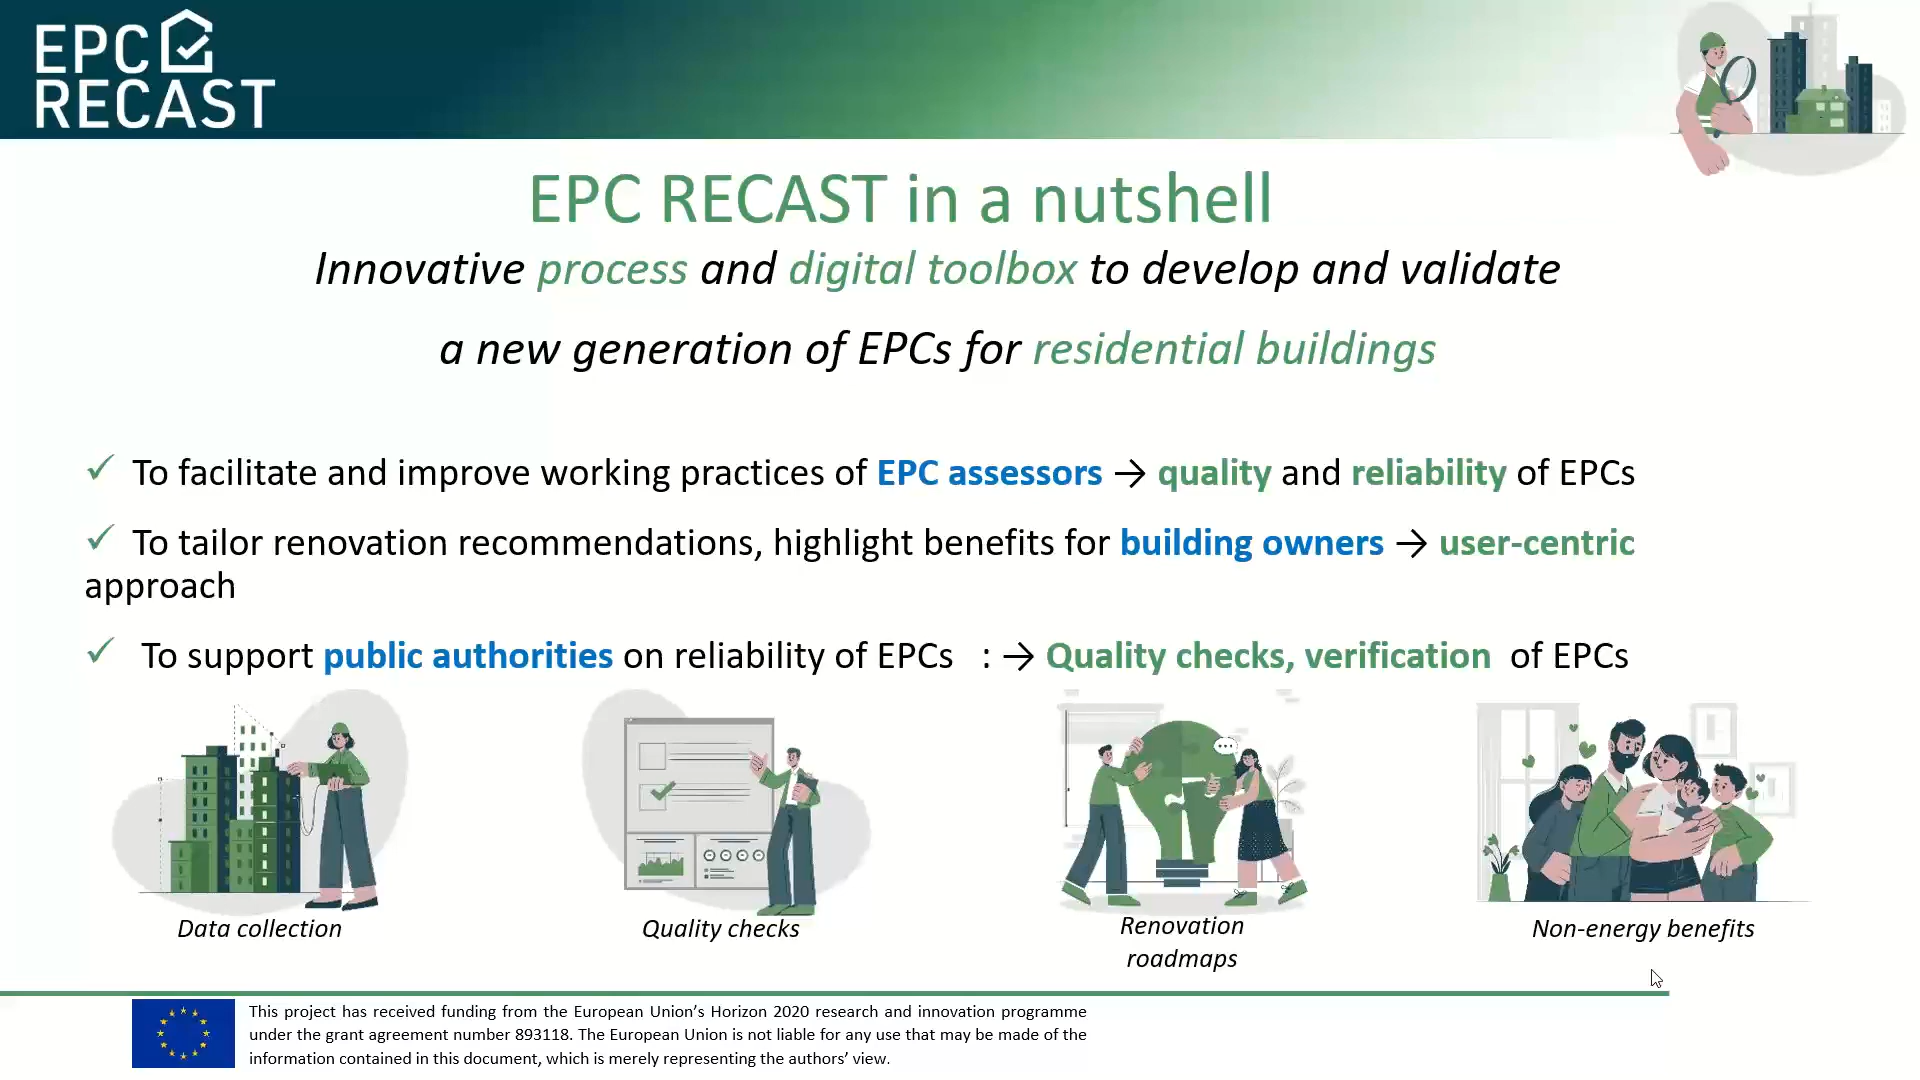 EPC
RECAST
EPC RECAST in a nutshell
Innovative process and digital toolbox to develop and validate
a new generation of EPCs for residential buildings
✓ To facilitate and improve working practices of EPC assessors → quality and reliability of EPCs
✓ To tailor renovation recommendations, highlight benefits for building owners → user-centric
approach
✓ To support public authorities on reliability of EPCs : → Quality checks, verification of EPCs
Data collection
Quality checks
Renovation
roadmaps
Non-energy benefits
This project has received funding from the European Union’s Horizon 2020 research and innovation programme
under the grant agreement number 893118. The European Union is not liable for any use that may be made of the
information contained in this document, which is merely representing the authors’ view.